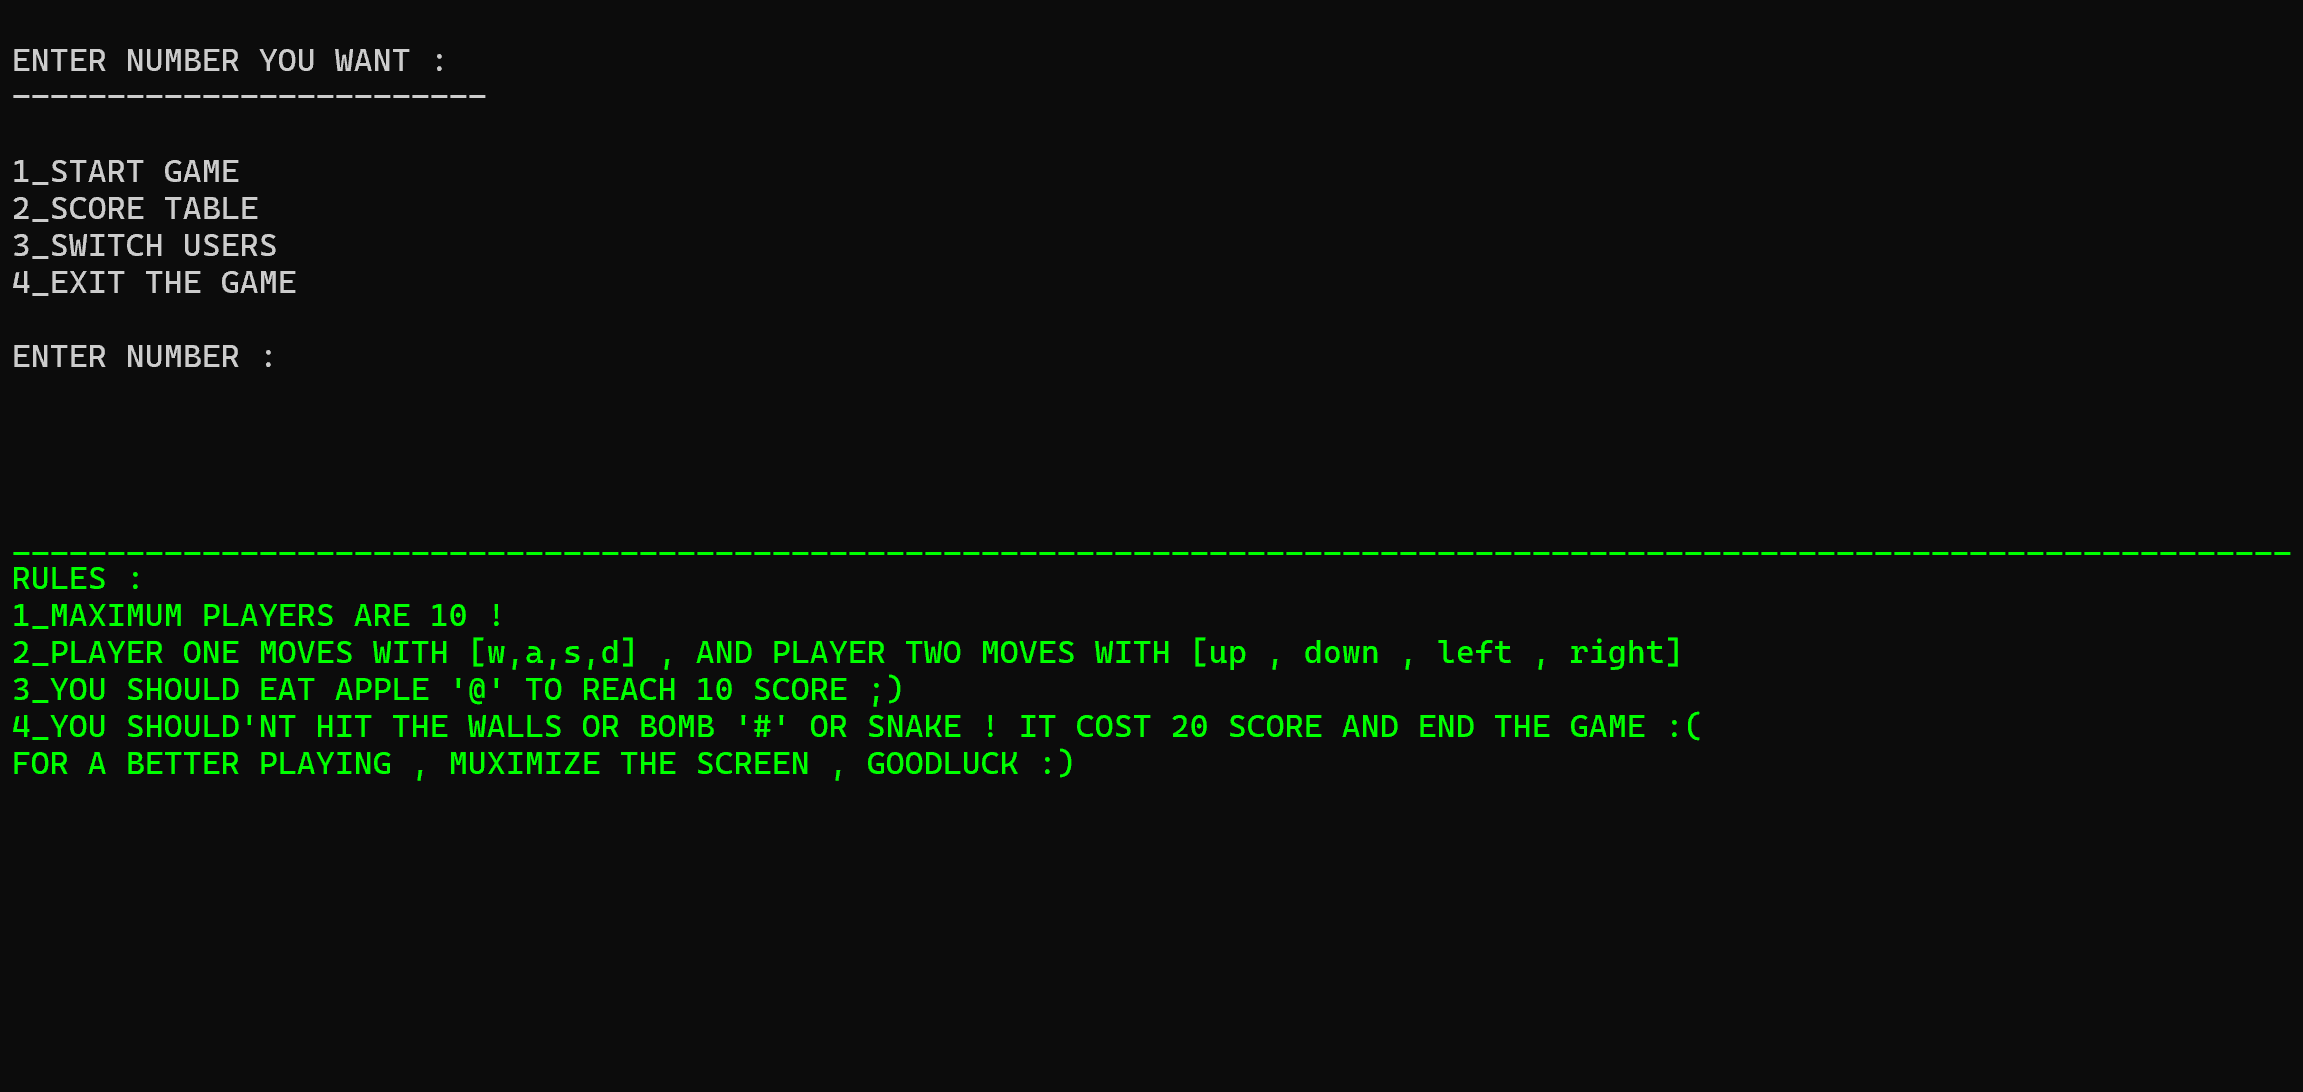 ENTER NUMBER YOU WANT :
-------------------------
1_START GAME
2_SCORE TABLE
3_SWITCH USERS
4_EXIT THE GAME
ENTER NUMBER :
------------------------------------------------------------------------------------------------------------------------
RULES :
1_MAXIMUM PLAYERS ARE 10 !
2_PLAYER ONE MOVES WITH [w,a,s,d] , AND PLAYER TWO MOVES WITH [up , down , left , right]
3_YOU SHOULD EAT APPLE '@' TO REACH 10 SCORE ;)
4_YOU SHOULD'NT HIT THE WALLS OR BOMB '#' OR SNAKE ! IT COST 20 SCORE AND END THE GAME :(
FOR A BETTER PLAYING , MUXIMIZE THE SCREEN , GOODLUCK :)